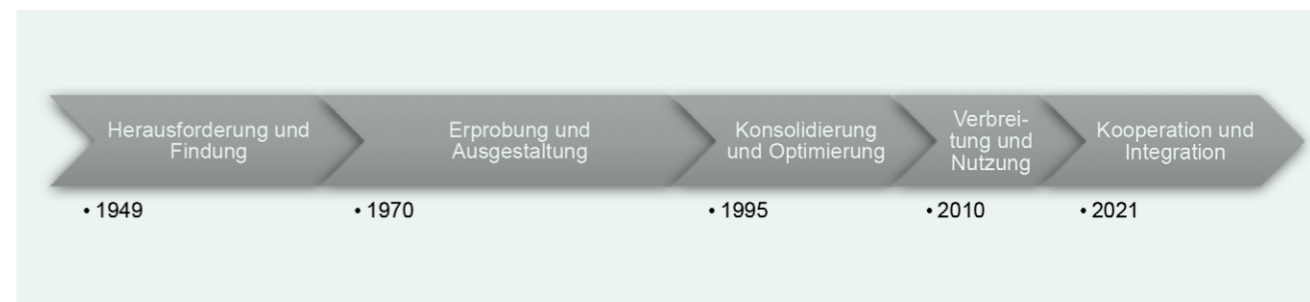 Herausforderung und
Findung
Erprobung und
Ausgestaltung
Konsolidierung
und Optimierung
Verbrei-
tung und
Nutzung
Kooperation und
Integration
• 1949
• 1970
• 1995
• 2010
• 2021